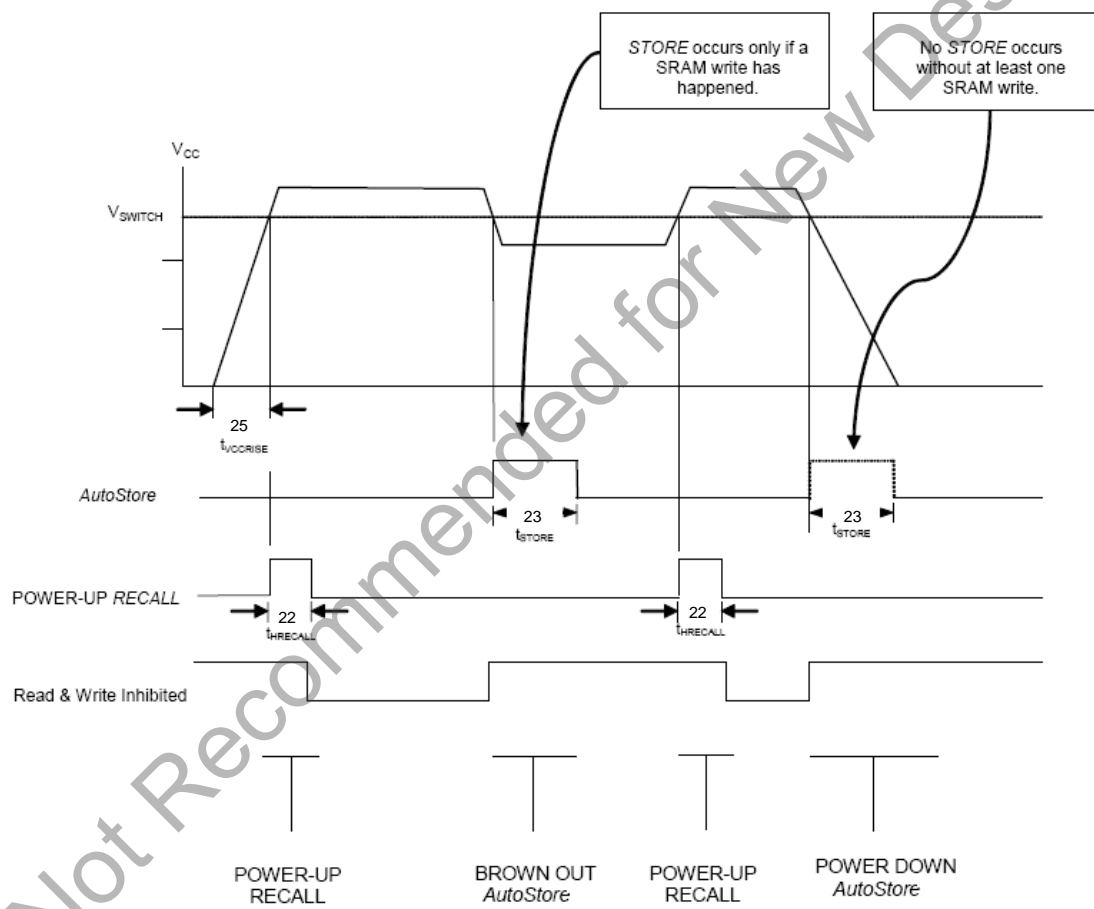 STORE occurs only if a
SRAM write has
happened.
No STORE occurs
without at least one
SRAM write.
VCC
VSWITCH
25
tVCCRISE
AutoStore
23
tSTORE
23
tSTORE
POWER-UP RECALL
22
tHRECALL
22
tHRECALL
Read & Write Inhibited
POWER-UP
RECALL
BROWN OUT
AutoStore
POWER-UP
RECALL
POWER DOWN
AutoStore
Not Recommended for New Des